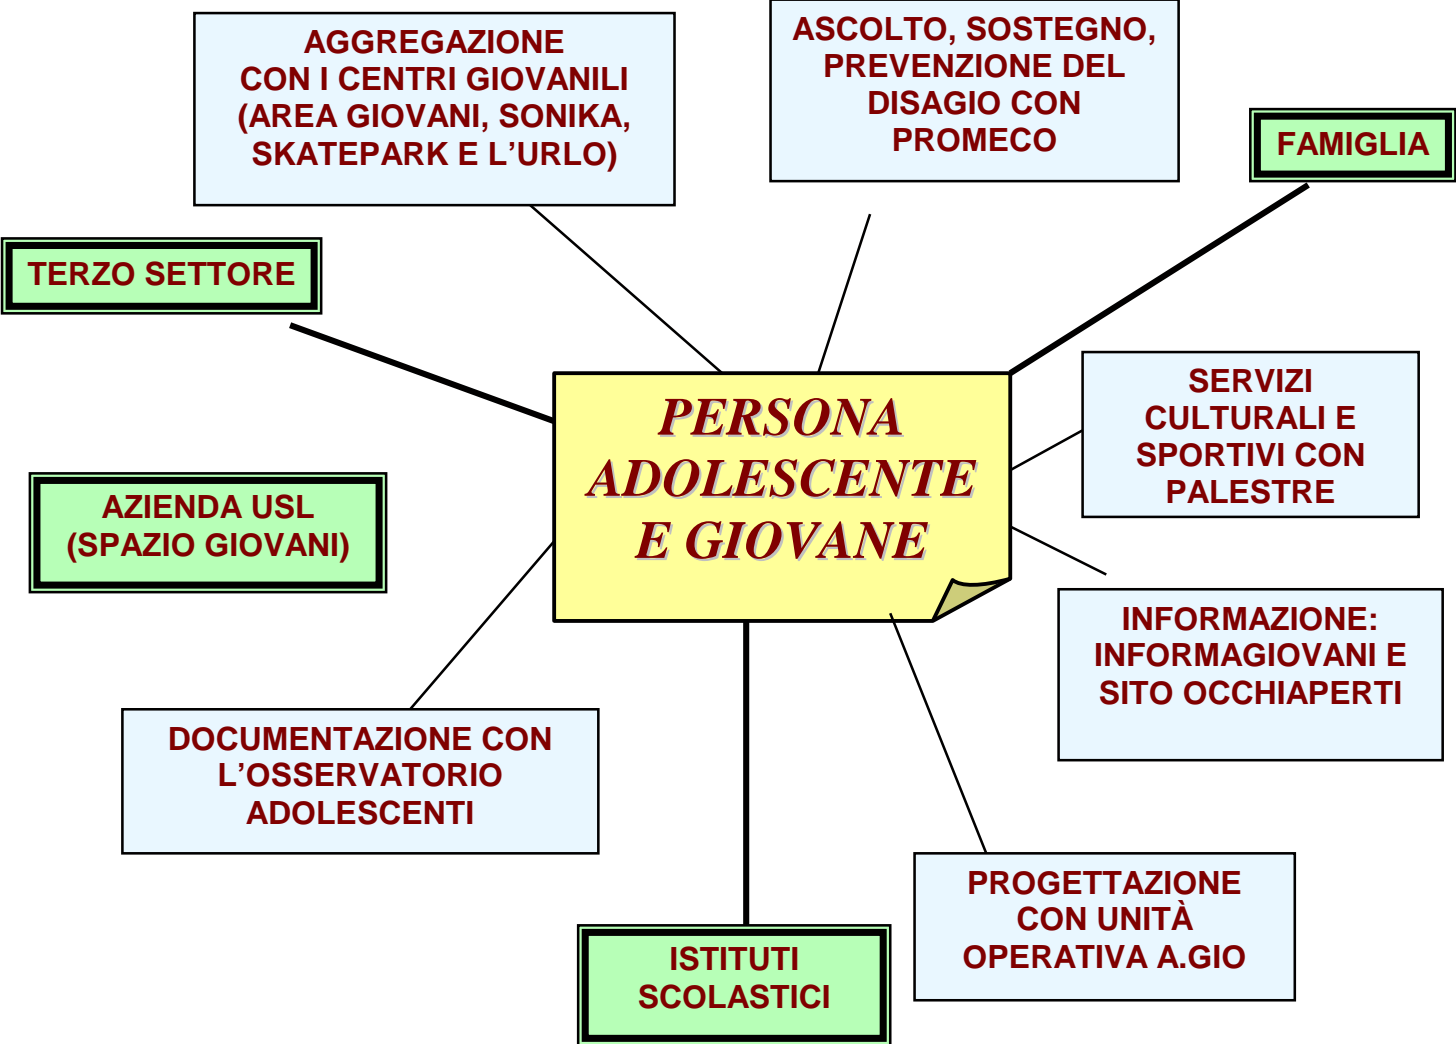 AGGREGAZIONE
CON I CENTRI GIOVANILI
(AREA GIOVANI, SONIKA,
SKATEPARK E L'URLO)
ASCOLTO, SOSTEGNO,
PREVENZIONE DEL
DISAGIO CON
PROMECO
FAMIGLIA
TERZO SETTORE
PERSONA
ADOLESCENTE
E GIOVANE
SERVIZI
CULTURALI E
SPORTIVI CON
PALESTRE
AZIENDA USL
(SPAZIO GIOVANI)
INFORMAZIONE:
INFORMAGIOVANI E
SITO OCCHIAPERTI
DOCUMENTAZIONE CON
L'OSSERVATORIO
ADOLESCENTI
PROGETTAZIONE
CON UNITÀ
OPERATIVA A.GIO
ISTITUTI
SCOLASTICI